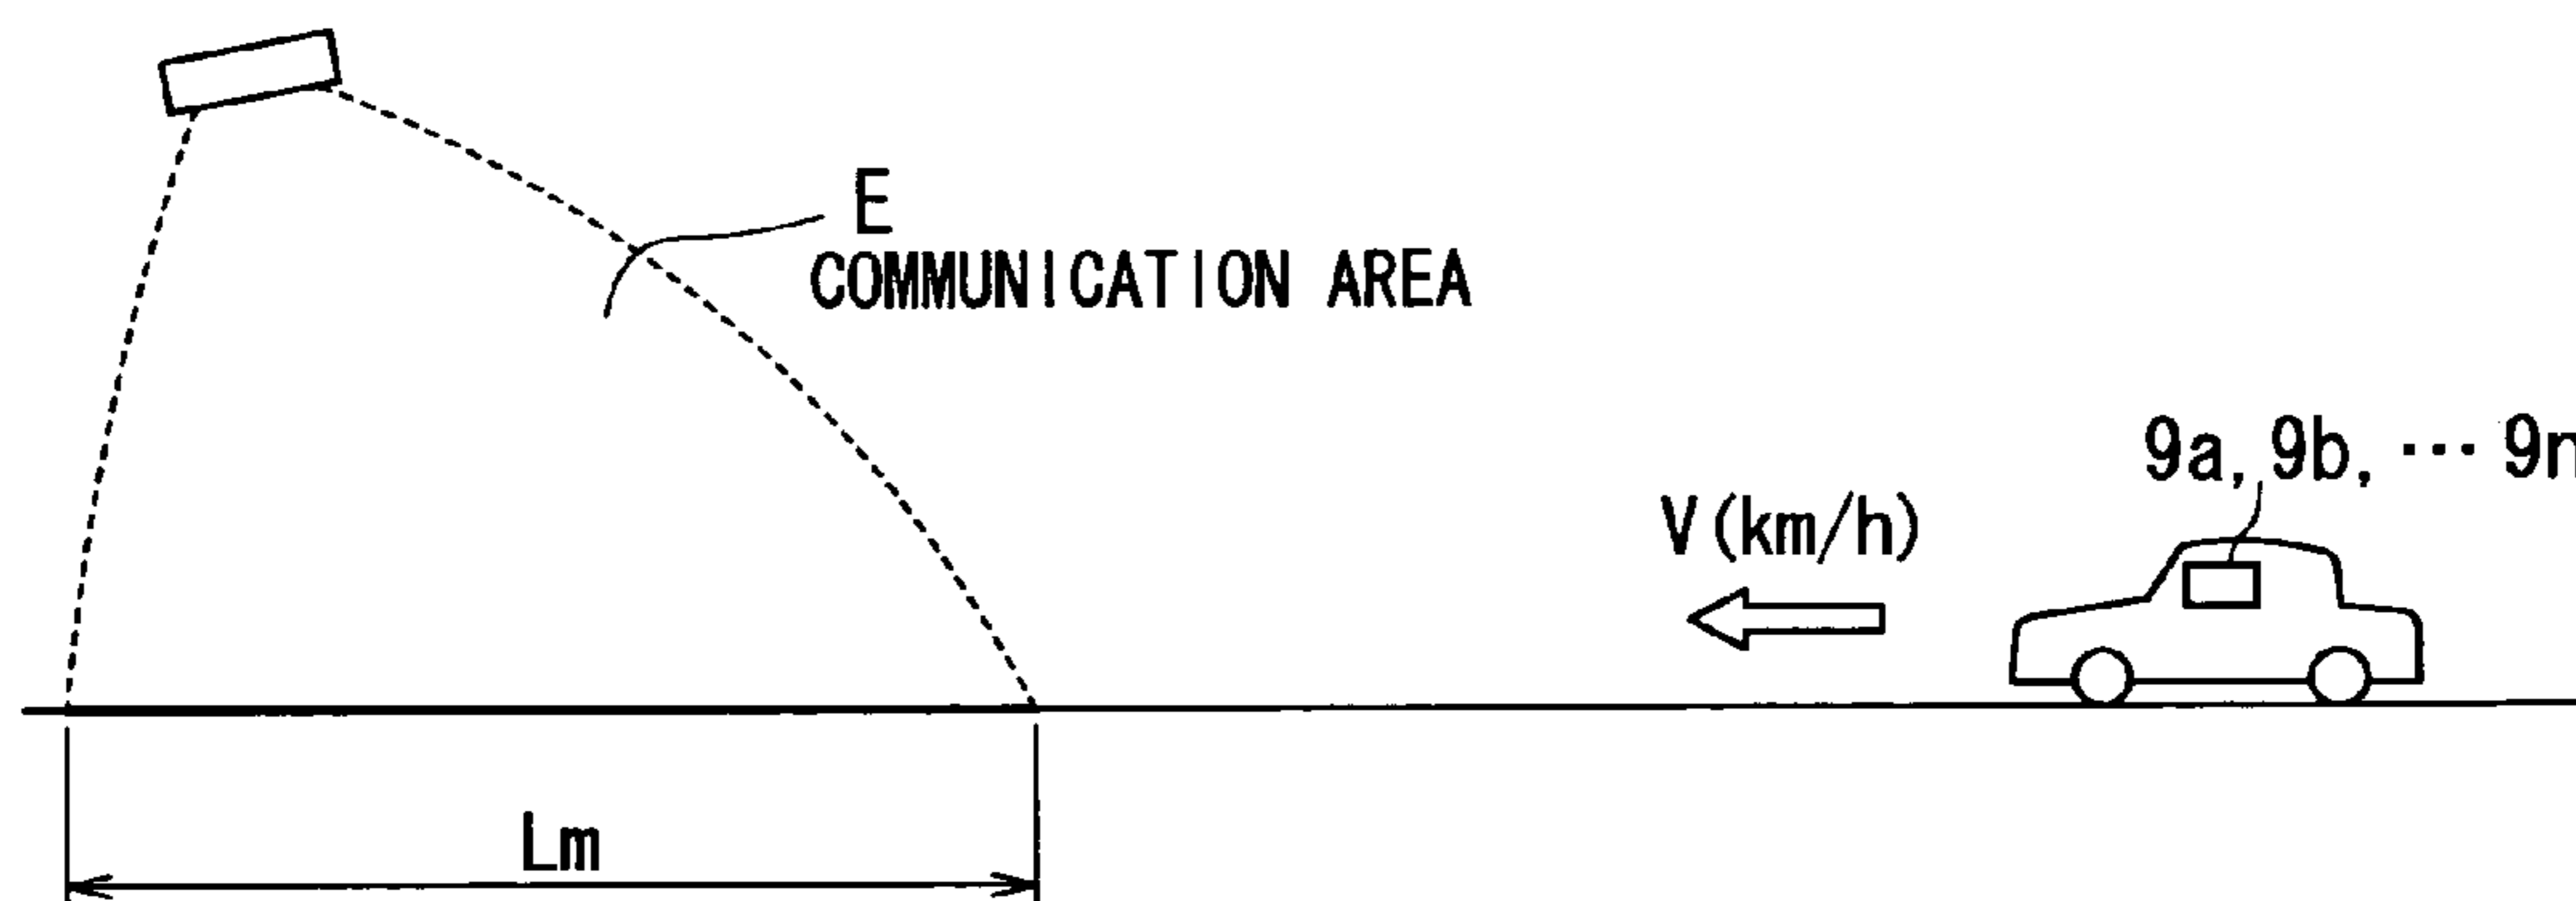 E
COMMUNICATION AREA
9a, 9b, ··· 9n
V(km/h)
Lm